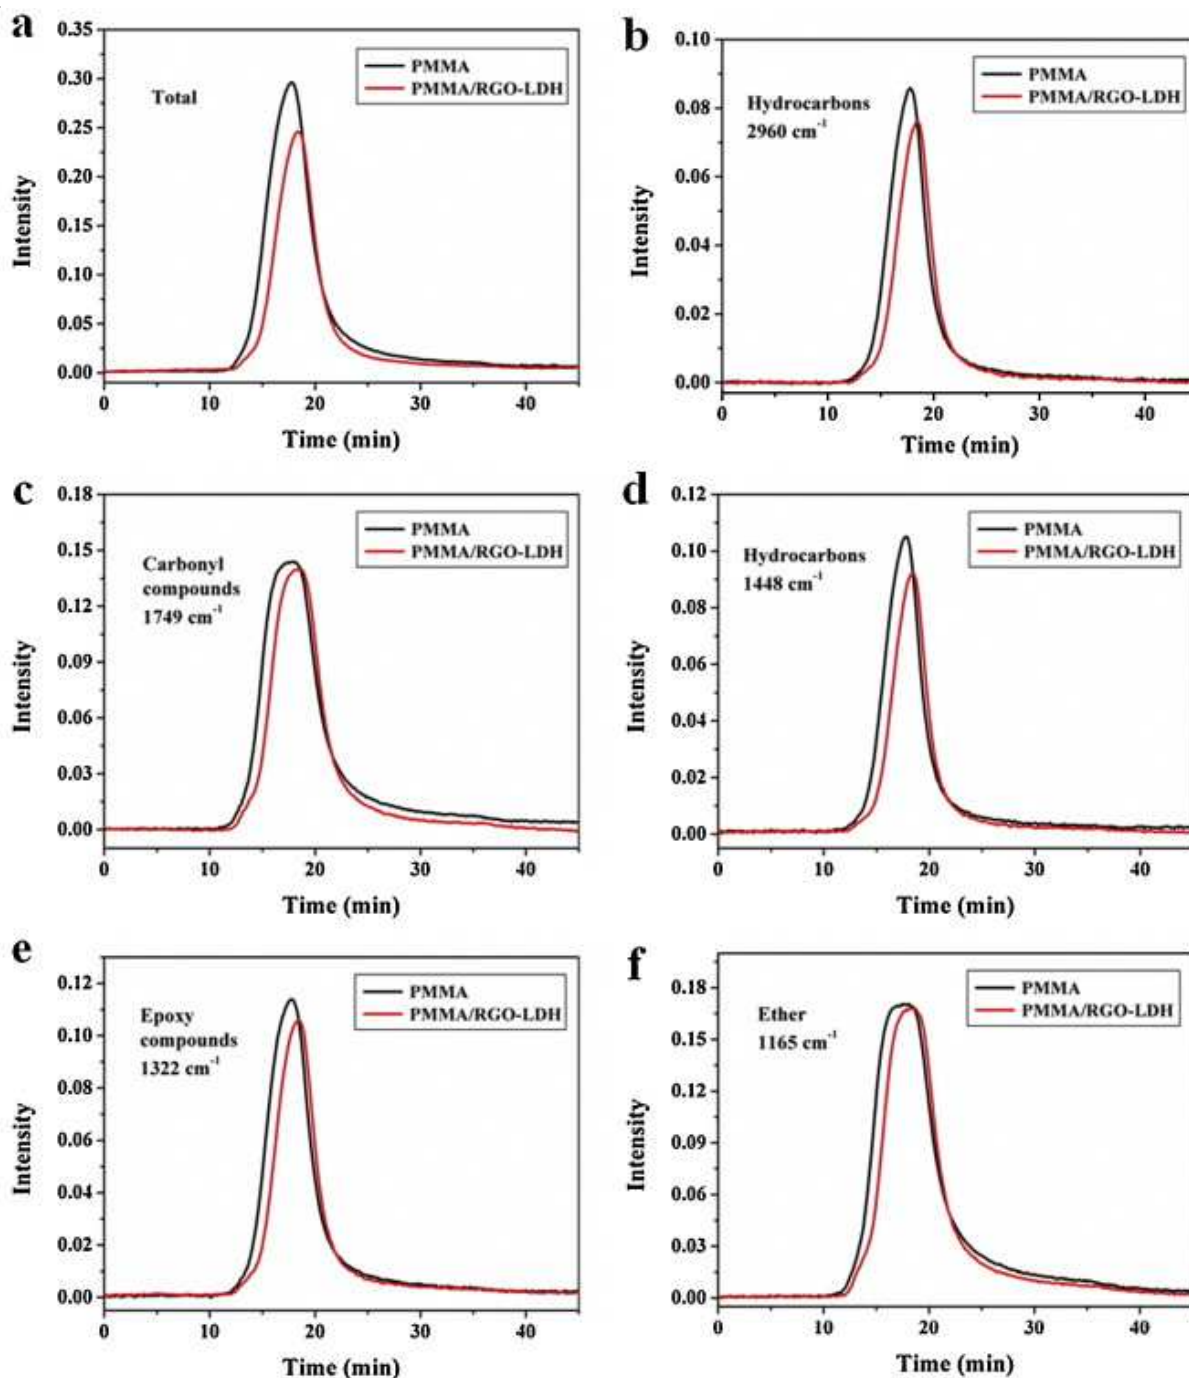 a
0.35
0.30
0.25
0.20
0.15
0.10
0.05
0.00
Intensity
Total
PMMA
PMMA/RGO-LDH
0 10 20 30 40
Time (min)
b
0.10
0.08
0.06
0.04
0.02
0.00
Intensity
Hydrocarbons
2960 cm⁻¹
PMMA
PMMA/RGO-LDH
0 10 20 30 40
Time (min)
c
0.18
0.15
0.12
0.09
0.06
0.03
0.00
Intensity
Carbonyl
compounds
1749 cm⁻¹
PMMA
PMMA/RGO-LDH
0 10 20 30 40
Time (min)
d
0.12
0.10
0.08
0.06
0.04
0.02
0.00
Intensity
Hydrocarbons
1448 cm⁻¹
PMMA
PMMA/RGO-LDH
0 10 20 30 40
Time (min)
e
0.12
0.10
0.08
0.06
0.04
0.02
0.00
Intensity
Epoxy
compounds
1322 cm⁻¹
PMMA
PMMA/RGO-LDH
0 10 20 30 40
Time (min)
f
0.18
0.15
0.12
0.09
0.06
0.03
0.00
Intensity
Ether
1165 cm⁻¹
PMMA
PMMA/RGO-LDH
0 10 20 30 40
Time (min)